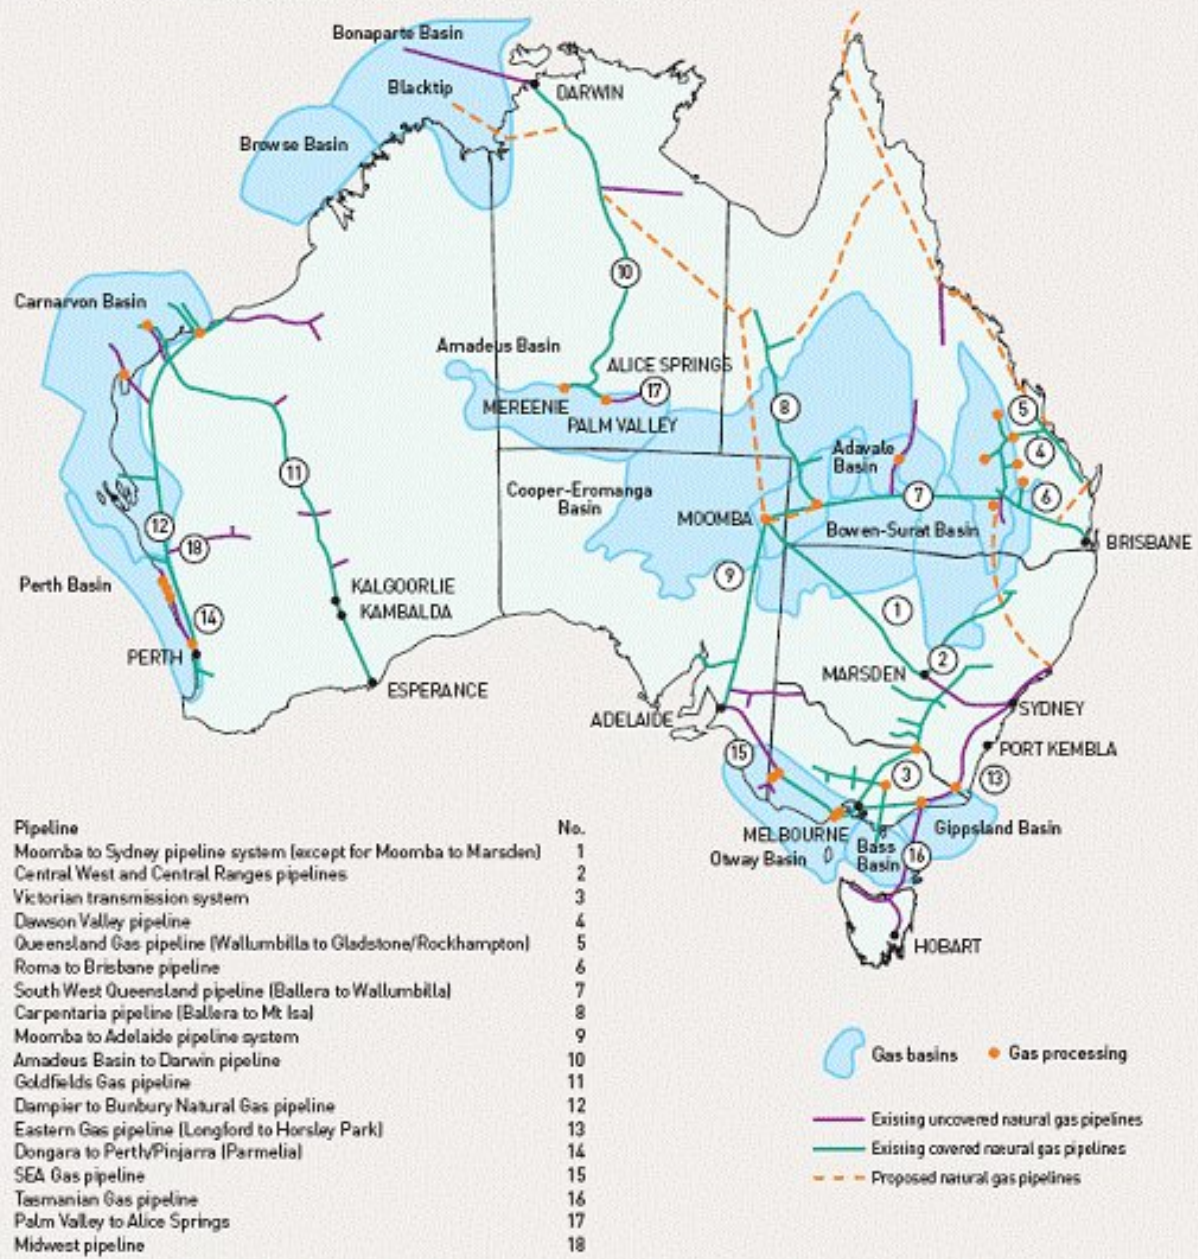 Bonaparte Basin
Blacktip
DARWIN
Browse Basin
Carnarvon Basin
10
Amadeus Basin
ALICE SPRINGS
MEREENIE
17
PALM VALLEY
8
5
Adavale
Basin
4
11
Cooper-Eromanga
Basin
7
6
MOOMBA
12
Bowen-Surat Basin
18
BRISBANE
Perth Basin
9
KALGOORLIE
KAMBALDA
1
14
PERTH
2
MARSDEN
ESPERANCE
ADELAIDE
SYDNEY
15
PORT KEMBLA
3
13
MELBOURNE
Gippsland Basin
Otway Basin
Bass
Basin
16
HOBART
Pipeline No.
Moomba to Sydney pipeline system (except for Moomba to Marsden) 1
Central West and Central Ranges pipelines 2
Victorian transmission system 3
Dawson Valley pipeline 4
Queensland Gas pipeline (Wallumbilla to Gladstone/Rockhampton) 5
Roma to Brisbane pipeline 6
South West Queensland pipeline (Ballera to Wallumbilla) 7
Carpentaria pipeline (Ballera to Mt Isa) 8
Moomba to Adelaide pipeline system 9
Amadeus Basin to Darwin pipeline 10
Goldfields Gas pipeline 11
Dampier to Bunbury Natural Gas pipeline 12
Eastern Gas pipeline (Longford to Horsley Park) 13
Dongara to Perth/Pinjarra (Parmelia) 14
SEA Gas pipeline 15
Tasmanian Gas pipeline 16
Palm Valley to Alice Springs 17
Midwest pipeline 18
Gas basins
Gas processing
Existing uncovered natural gas pipelines
Existing covered natural gas pipelines
Proposed natural gas pipelines